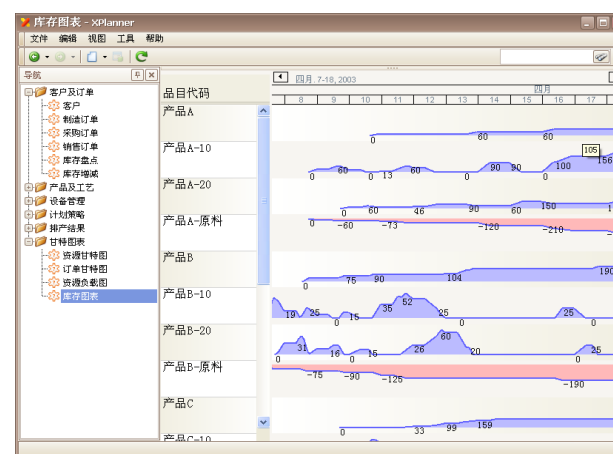 库存图表 - XPlanner
文件 编辑 视图 工具 帮助
导航
客户及订单
客户
制造订单
采购订单
销售订单
库存盘点
库存增减
产品及工艺
设备管理
计划策略
排产结果
甘特图表
资源甘特图
订单甘特图
资源负载图
库存图表
品目代码
四月 7-18, 2003
四月
8 9 10 11 12 13 14 15 16 17
产品A
0 60 60
105
产品A-10
0 60 0 13 60 0 90 90 0 100 156
产品A-20
0 60 46 90 60 150 1
产品A-原料
0 -60 -73 -120 -210
产品B
0 75 90 104 190
产品B-10
19 25 0 15 35 52 25 0 25 0
产品B-20
0 31 16 0 15 26 60 20 0 25
产品B-原料
-75 -90 -125 -190
产品C
0 33 99 159
产品C-10